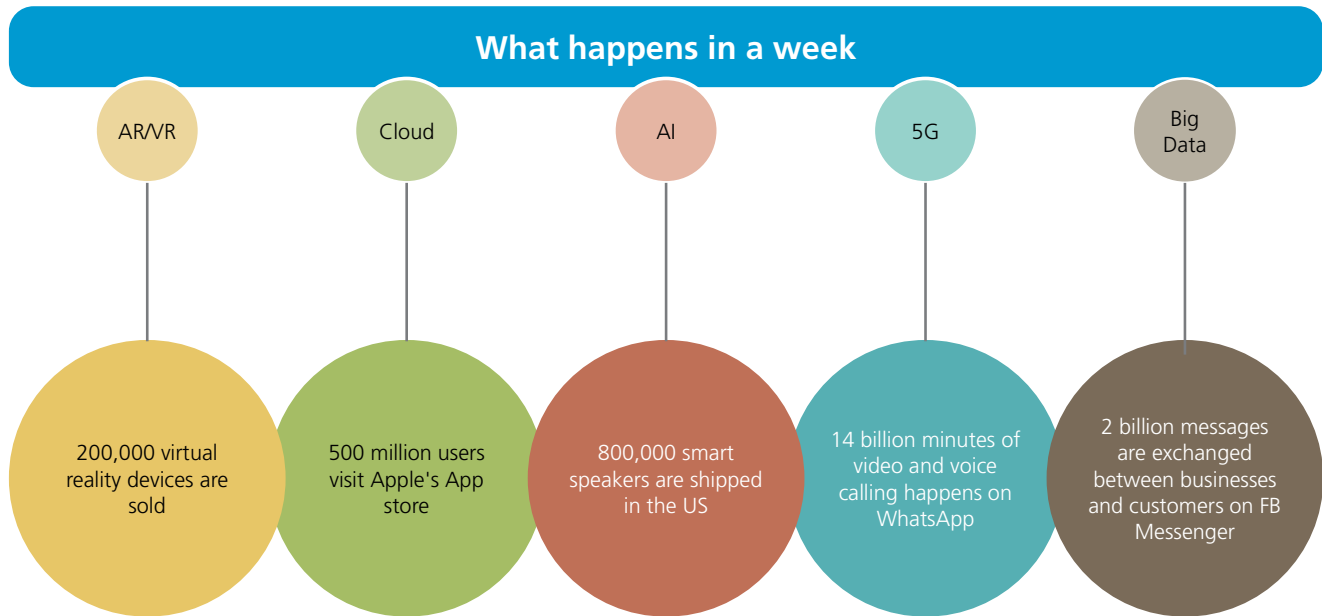 What happens in a week
AR/VR
Cloud
AI
5G
Big
Data
200,000 virtual
reality devices are
sold
500 million users
visit Apple's App
store
800,000 smart
speakers are shipped
in the US
14 billion minutes of
video and voice
calling happens on
WhatsApp
2 billion messages
are exchanged
between businesses
and customers on FB
Messenger